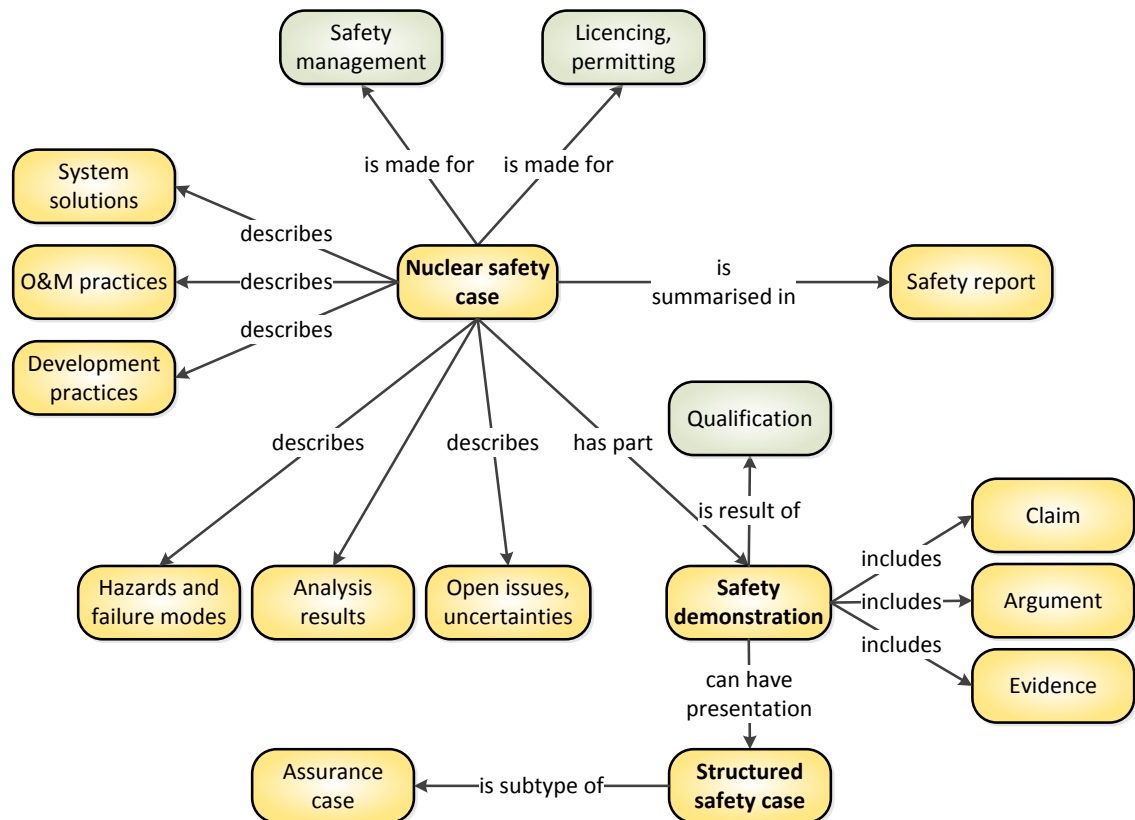 Safety
management
Licencing,
permitting
is made for
is made for
System
solutions
describes
O&M practices
describes
Nuclear safety
case
is
summarised in
Safety report
describes
Development
practices
Qualification
describes
describes
has part
is result of
Claim
includes
Hazards and
failure modes
Analysis
results
Open issues,
uncertainties
Safety
demonstration
includes
Argument
includes
Evidence
can have
presentation
Assurance
case
is subtype of
Structured
safety case